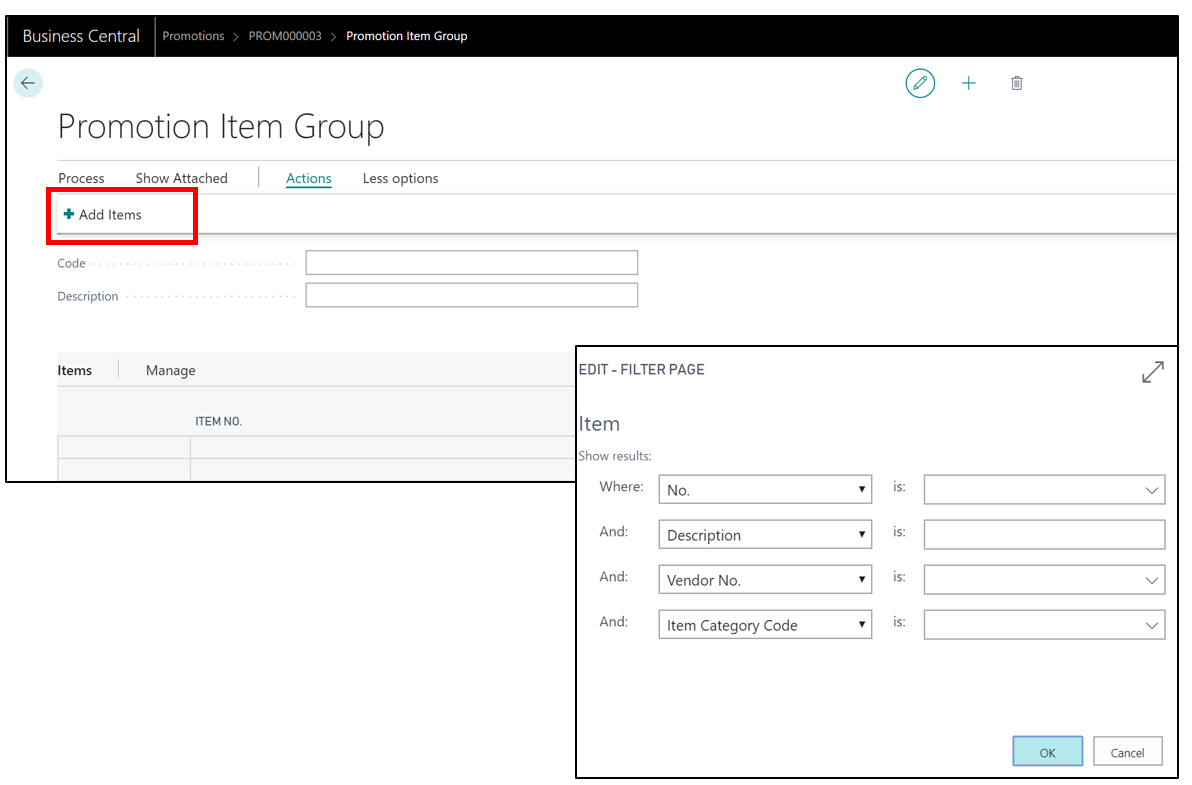 Business Central Promotions > PROM000003 > Promotion Item Group
Promotion Item Group
Process Show Attached Actions Less options
Add Items
Code
Description
Items Manage
ITEM NO.
EDIT - FILTER PAGE
Item
Show results:
Where: No. is:
And: Description is:
And: Vendor No. is:
And: Item Category Code is:
OK Cancel